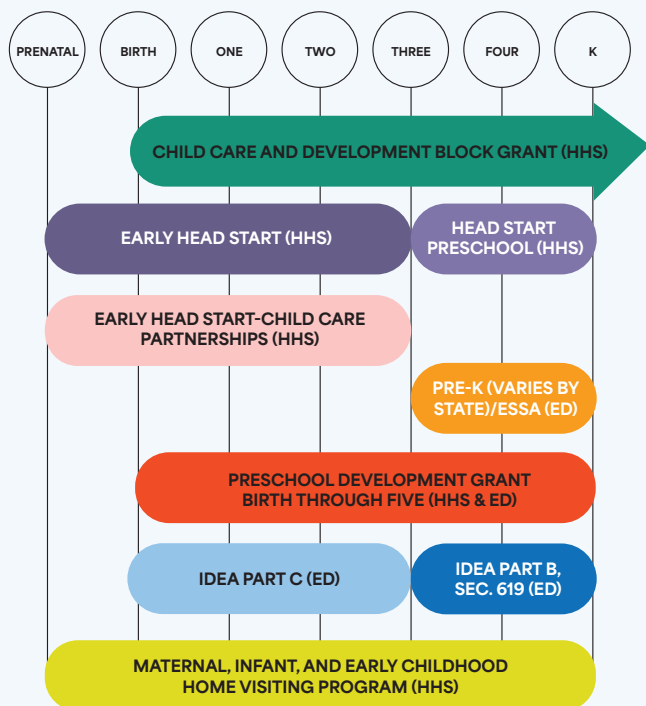 PRENATAL BIRTH ONE TWO THREE FOUR K
CHILD CARE AND DEVELOPMENT BLOCK GRANT (HHS)
EARLY HEAD START (HHS)
HEAD START
PRESCHOOL (HHS)
EARLY HEAD START-CHILD CARE
PARTNERSHIPS (HHS)
PRE-K (VARIES BY
STATE)/ESSA (ED)
PRESCHOOL DEVELOPMENT GRANT
BIRTH THROUGH FIVE (HHS & ED)
IDEA PART C (ED)
IDEA PART B,
SEC. 619 (ED)
MATERNAL, INFANT, AND EARLY CHILDHOOD
HOME VISITING PROGRAM (HHS)